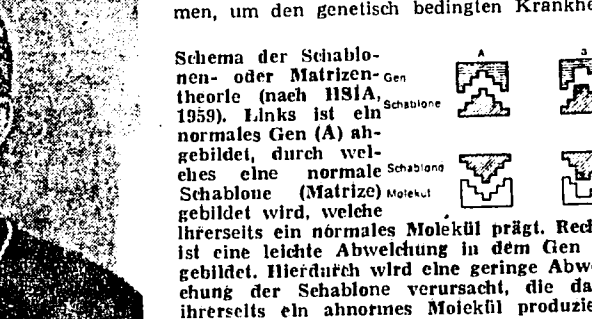 men, um den genetisch bedingten Krankhe
Schema der Schablo-
nen- oder Matrizen-
theorie (nach HSIA,
1959). Links ist ein
normales Gen (A) ab-
gebildet, durch wel-
ches eine normale
Schablone (Matrize)
gebildet wird, welche
ihrerseits ein normales Molekül prägt. Rech
ist eine leichte Abweichung in dem Gen
gebildet. Hierdurch wird eine geringe Abw
chung der Schablone verursacht, die da
ihrerseits ein abnormes Molekül produzie
A
Gen
Schablone
Schablone
Molekül